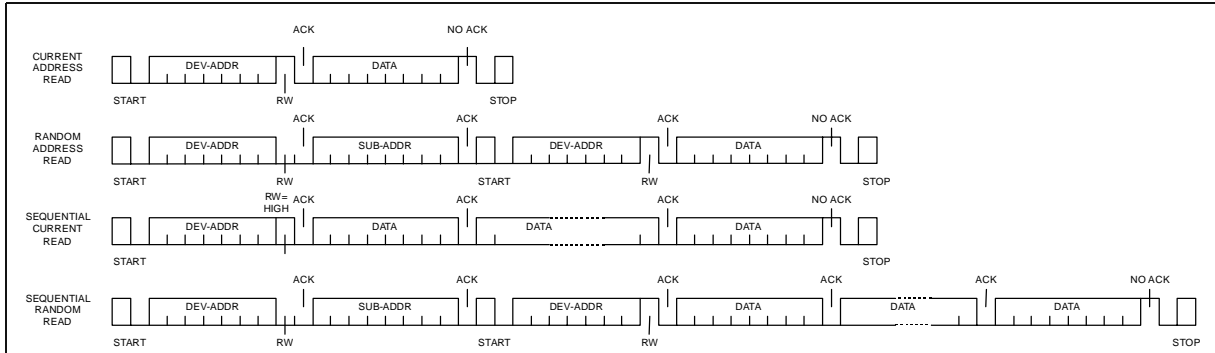 ACK NO ACK
CURRENT
ADDRESS
READ
DEV-ADDR DATA
START RW STOP
ACK ACK ACK NO ACK
RANDOM
ADDRESS
READ
DEV-ADDR SUB-ADDR DEV-ADDR DATA
START RW START RW STOP
RW=
HIGH
ACK ACK ACK NO ACK
SEQUENTIAL
CURRENT
READ
DEV-ADDR DATA DATA DATA
START STOP
ACK ACK ACK ACK ACK NO ACK
SEQUENTIAL
RANDOM
READ
DEV-ADDR SUB-ADDR DEV-ADDR DATA DATA DATA
START RW START RW STOP